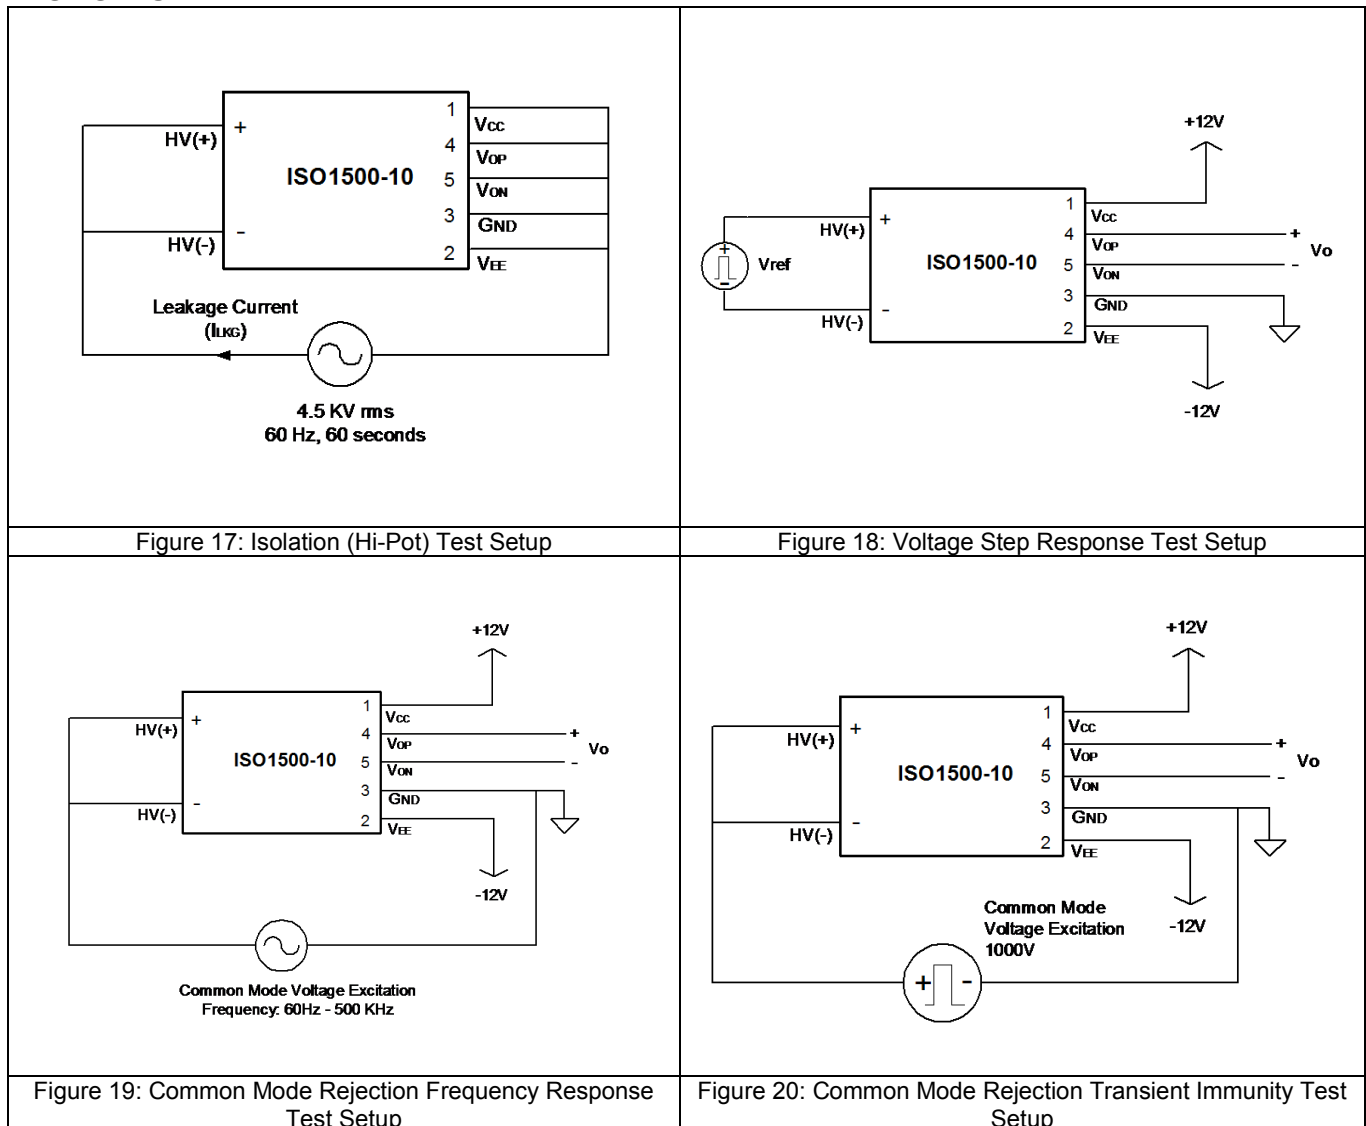 1
HV(+)
+
VCC
4
VOP
ISO1500-10
5
VON
3
GND
HV(-)
-
2
VEE
Leakage Current
(ILKG)
4.5 KV rms
60 Hz, 60 seconds
Figure 17: Isolation (Hi-Pot) Test Setup
+12V
1
VCC
HV(+)
+
4
VOP
+
Vo
+
Vref
-
ISO1500-10
5
VON
-
3
GND
HV(-)
-
2
VEE
-12V
Figure 18: Voltage Step Response Test Setup
+12V
1
VCC
HV(+)
+
4
VOP
+
Vo
ISO1500-10
5
VON
-
3
GND
HV(-)
-
2
VEE
-12V
Common Mode Voltage Excitation
Frequency: 60Hz - 500 KHz
Figure 19: Common Mode Rejection Frequency Response
Test Setup
+12V
1
VCC
HV(+)
+
4
VOP
+
Vo
ISO1500-10
5
VON
-
3
GND
HV(-)
-
2
VEE
-12V
Common Mode
Voltage Excitation
1000V
+ -
Figure 20: Common Mode Rejection Transient Immunity Test
Setup